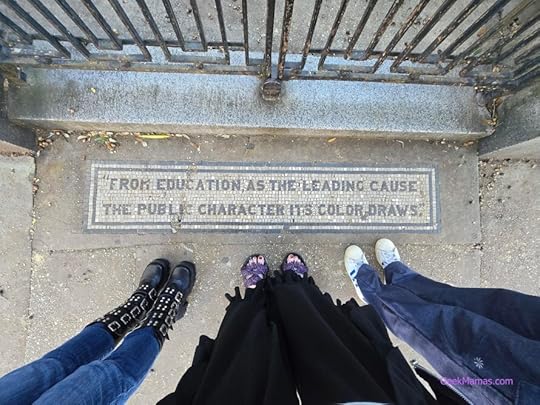 "FROM EDUCATION AS THE LEADING CAUSE
THE PUBLIC CHARACTER ITS COLOR DRAWS"
GeekMamas.com